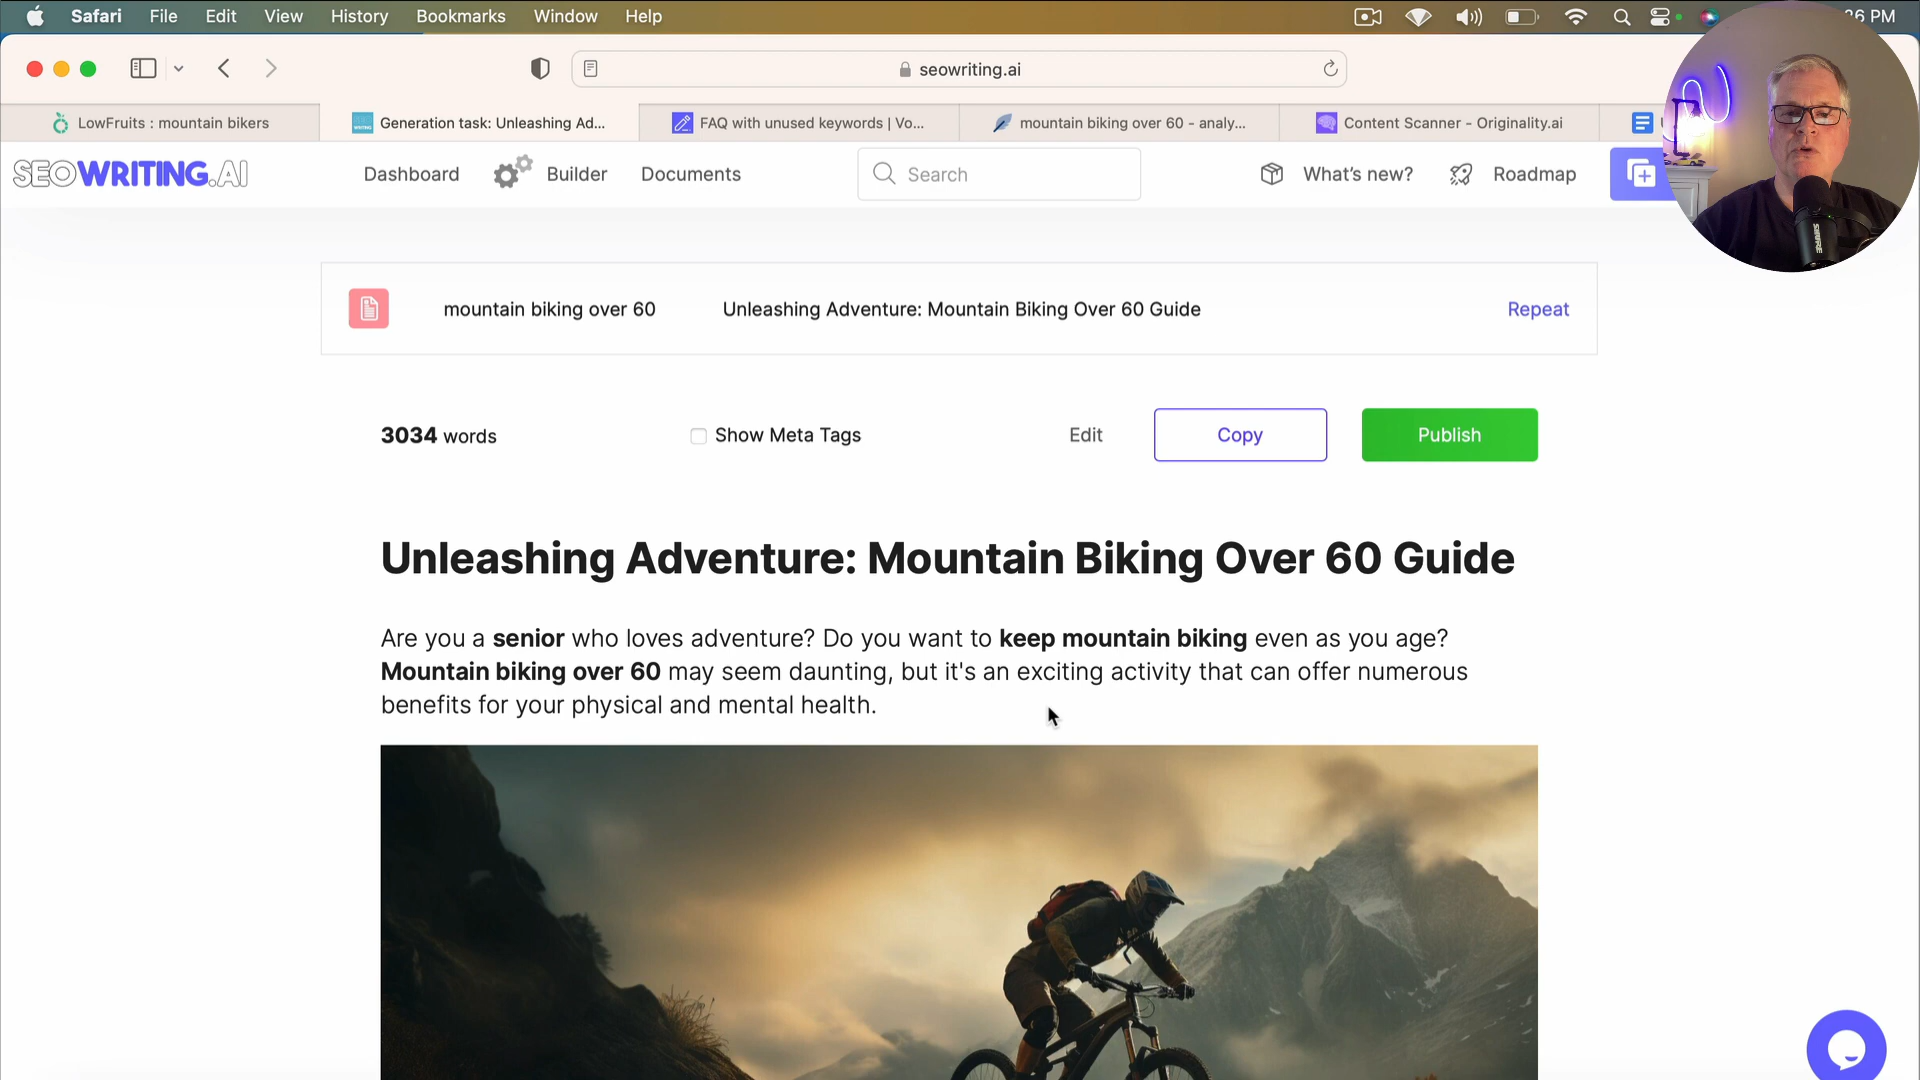 Safari File Edit View History Bookmarks Window Help 6 PM
seowriting.ai
LowFruits : mountain bikers Generation task: Unleashing Ad... FAQ with unused keywords | Vo... mountain biking over 60 - analy... Content Scanner - Originality.ai
SEOWRITING.AI Dashboard Builder Documents Search What's new? Roadmap
mountain biking over 60 Unleashing Adventure: Mountain Biking Over 60 Guide Repeat
3034 words Show Meta Tags Edit Copy Publish
Unleashing Adventure: Mountain Biking Over 60 Guide
Are you a senior who loves adventure? Do you want to keep mountain biking even as you age?
Mountain biking over 60 may seem daunting, but it's an exciting activity that can offer numerous
benefits for your physical and mental health.